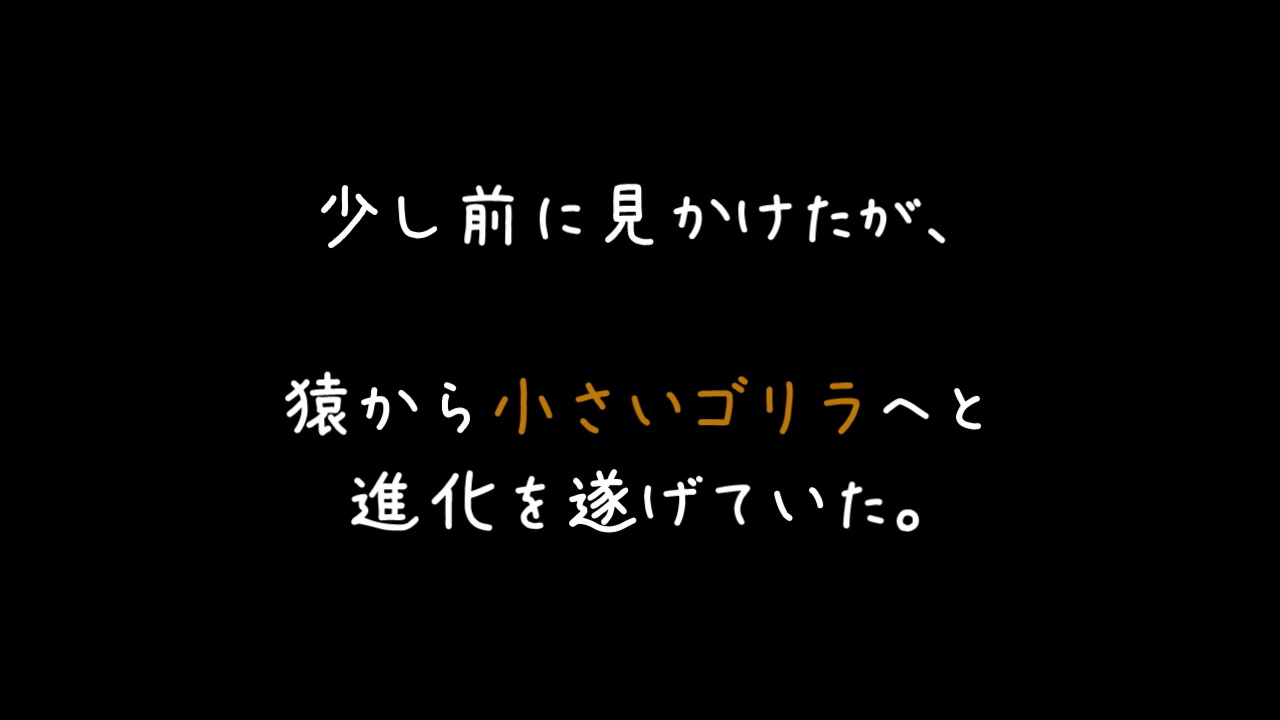 少し前に見かけたが、
猿から小さいゴリラへと
進化を遂げていた。